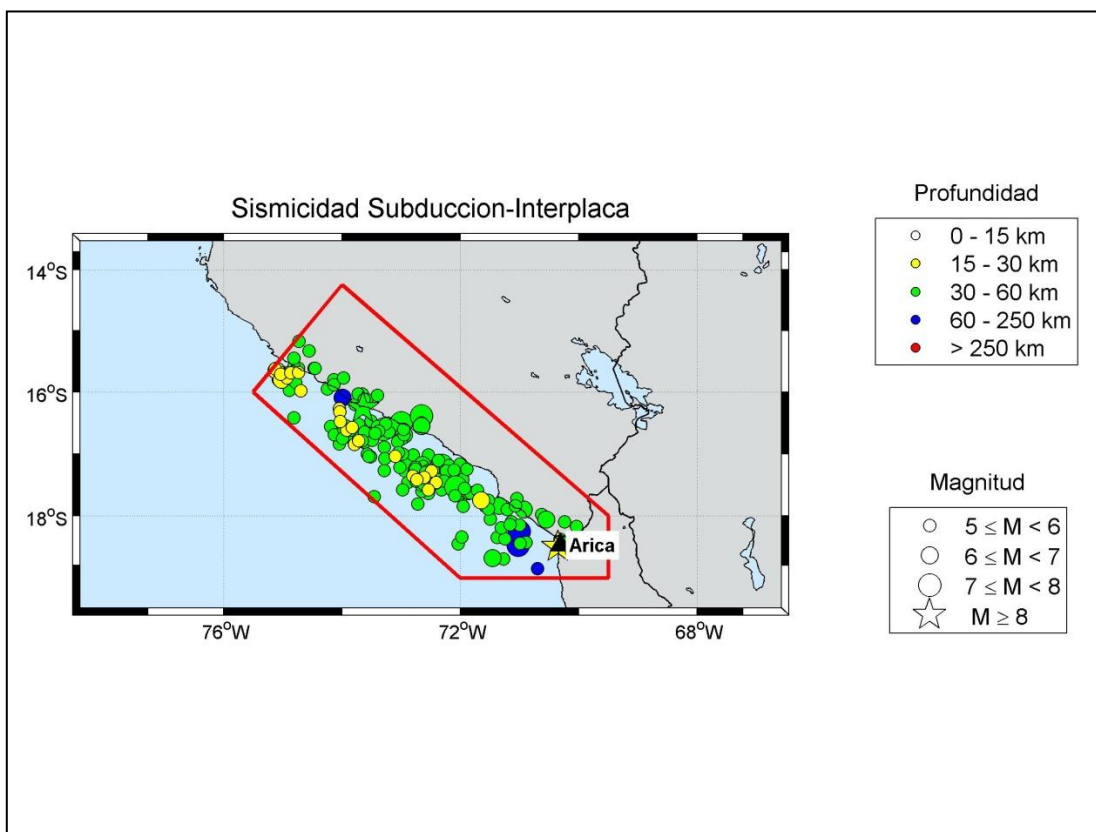 Sismicidad Subduccion-Interplaca
14°S
16°S
18°S
76°W
72°W
68°W
Arica
Profundidad
0 - 15 km
15 - 30 km
30 - 60 km
60 - 250 km
> 250 km
Magnitud
5 ≤ M < 6
6 ≤ M < 7
7 ≤ M < 8
M ≥ 8